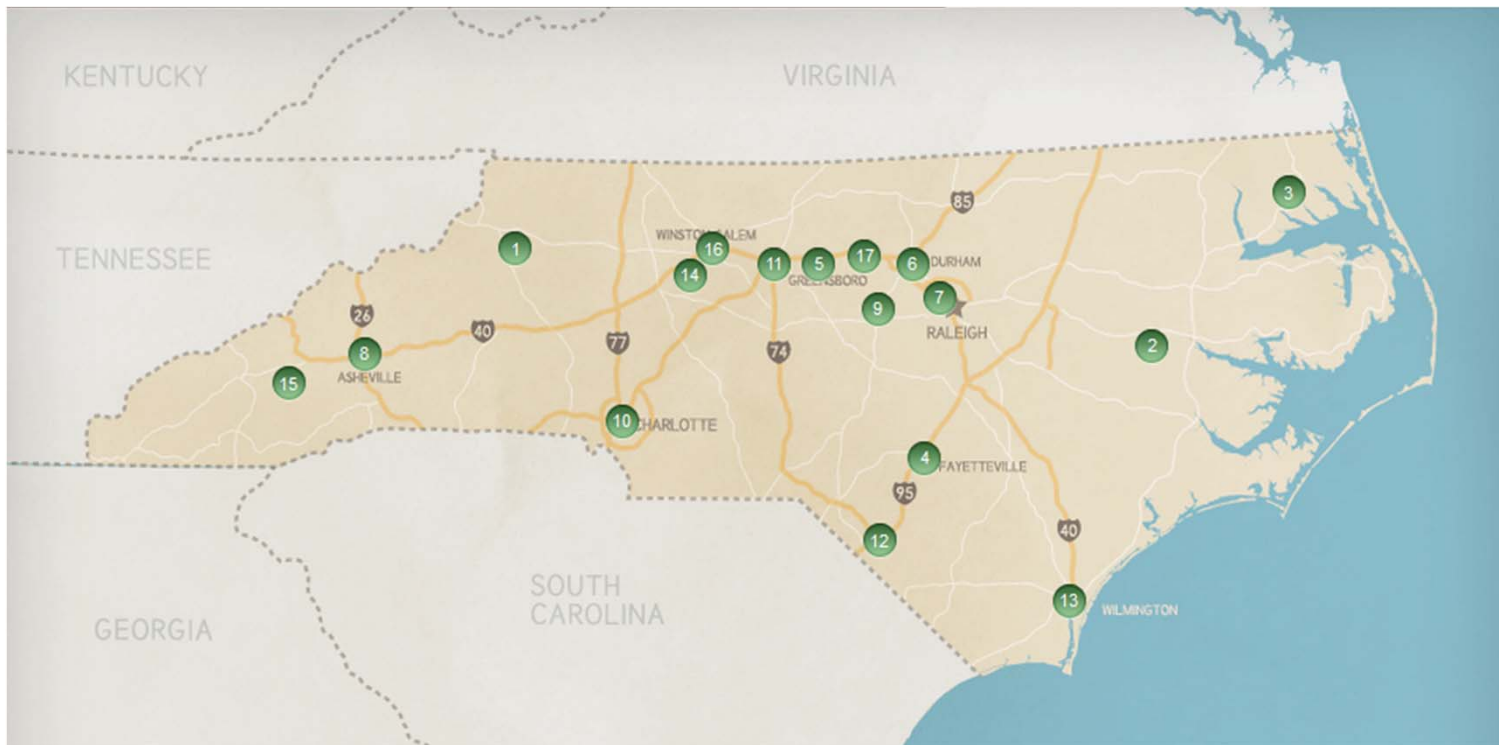 KENTUCKY
VIRGINIA
TENNESSEE
85
3
1
WINSTON-SALEM
16
14
11
GREENSBORO
5
17
6
DURHAM
9
7
RALEIGH
26
40
77
74
8
ASHEVILLE
15
2
10
CHARLOTTE
4
FAYETTEVILLE
95
12
40
13
WILMINGTON
SOUTH
CAROLINA
GEORGIA